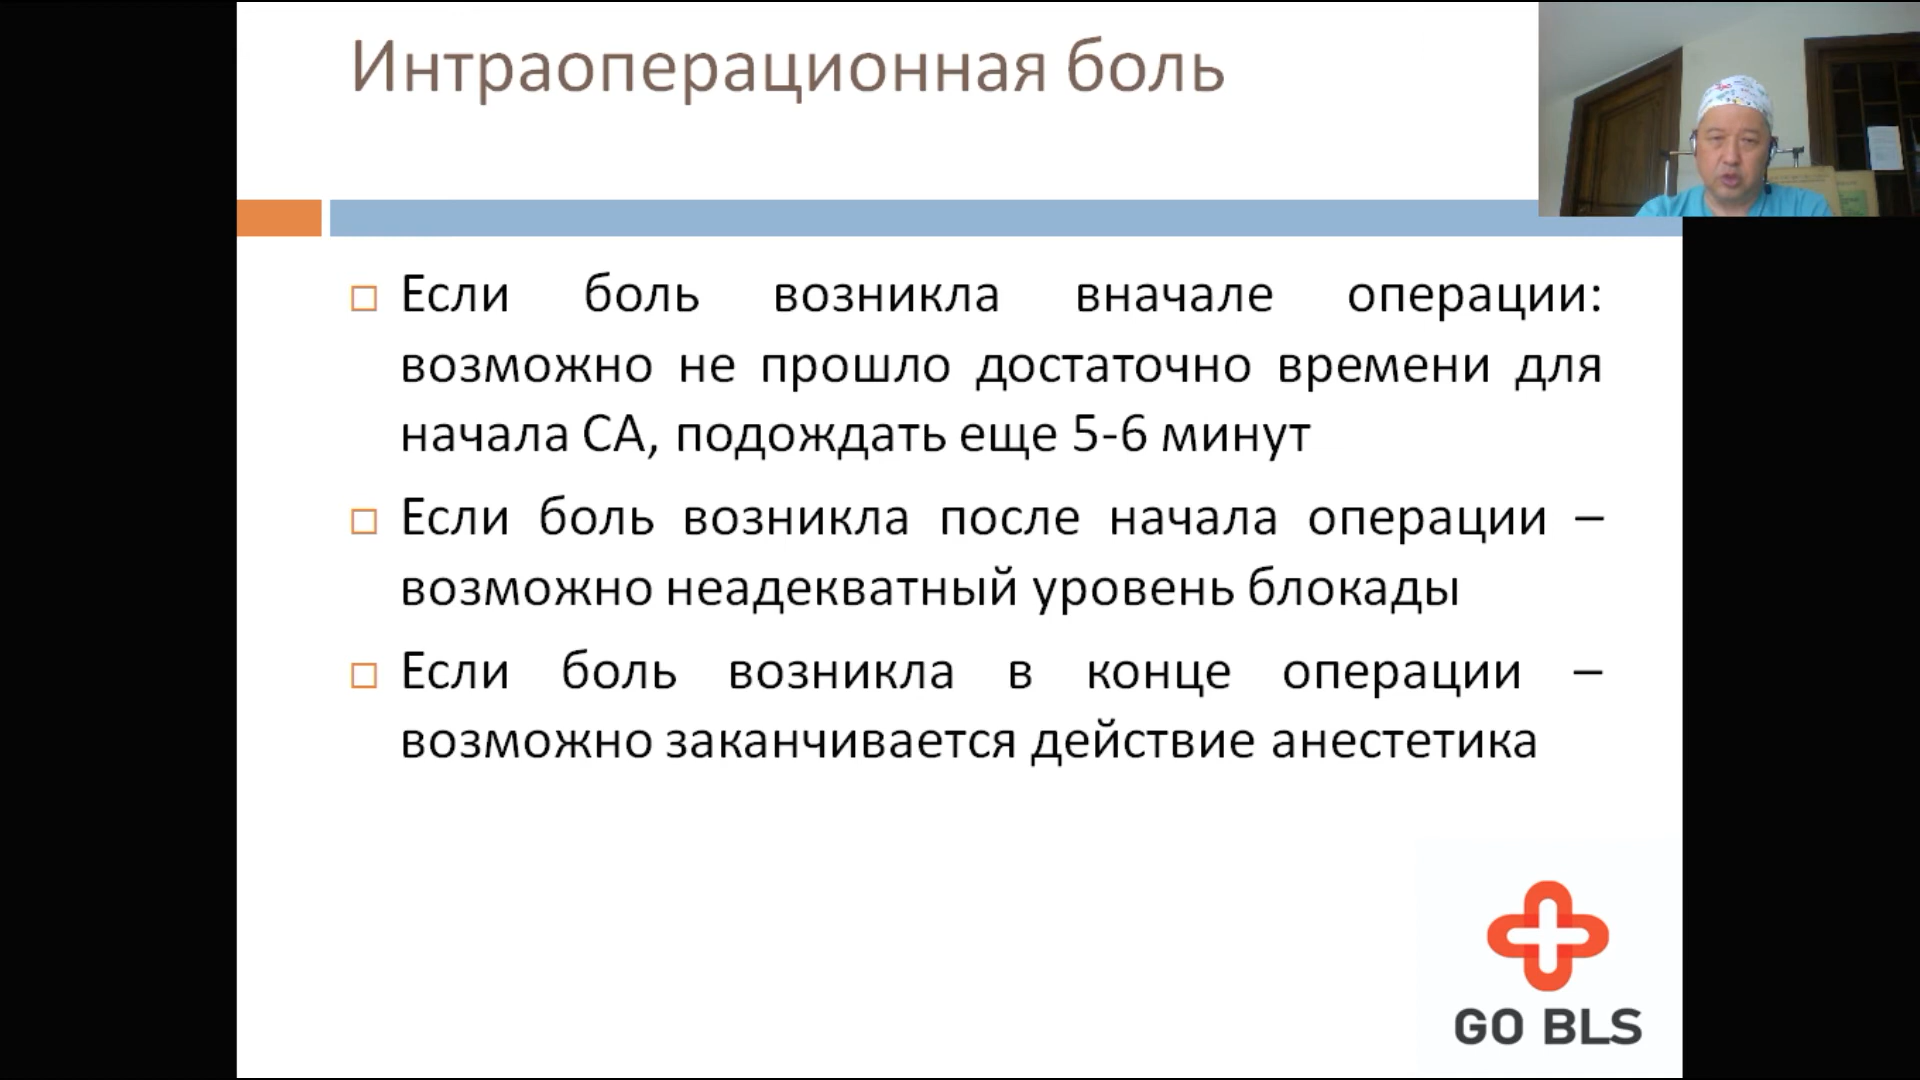 Интраоперационная боль
Если боль возникла вначале операции:
возможно не прошло достаточно времени для
начала СА, подождать еще 5-6 минут
Если боль возникла после начала операции –
возможно неадекватный уровень блокады
Если боль возникла в конце операции –
возможно заканчивается действие анестетика
GO BLS